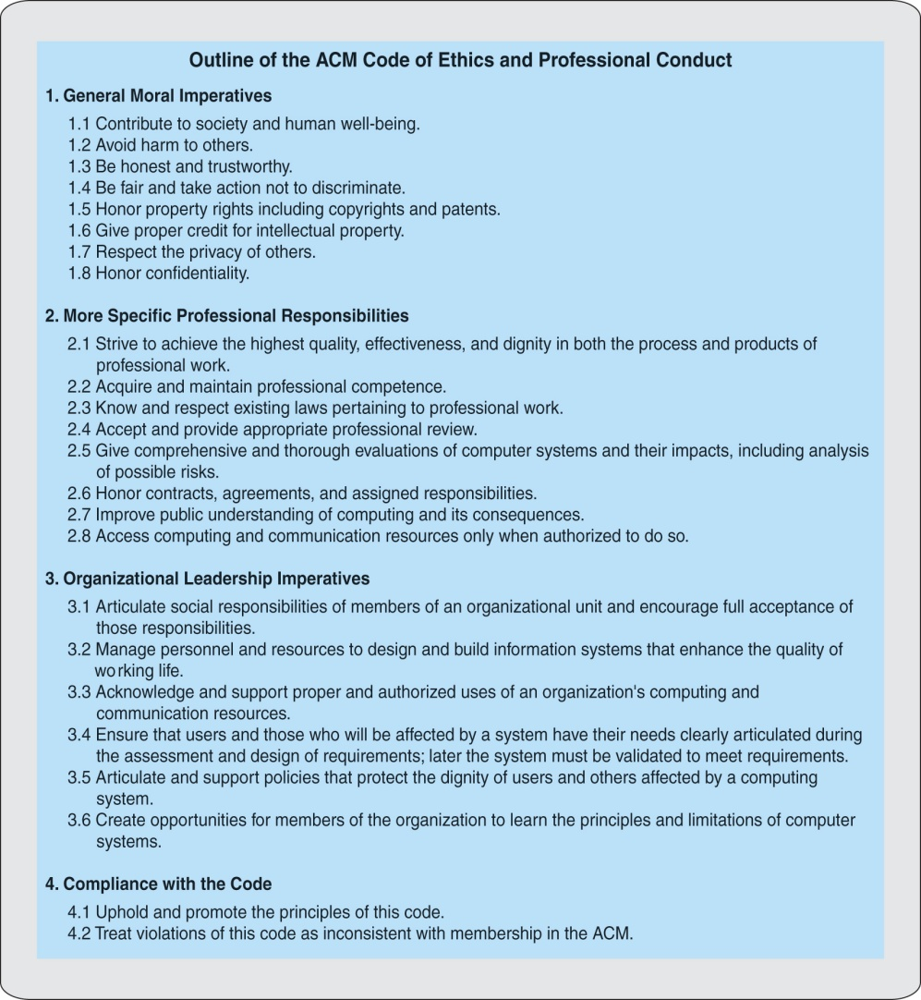 Outline of the ACM Code of Ethics and Professional Conduct
1. General Moral Imperatives
1.1 Contribute to society and human well-being.
1.2 Avoid harm to others.
1.3 Be honest and trustworthy.
1.4 Be fair and take action not to discriminate.
1.5 Honor property rights including copyrights and patents.
1.6 Give proper credit for intellectual property.
1.7 Respect the privacy of others.
1.8 Honor confidentiality.
2. More Specific Professional Responsibilities
2.1 Strive to achieve the highest quality, effectiveness, and dignity in both the process and products of
professional work.
2.2 Acquire and maintain professional competence.
2.3 Know and respect existing laws pertaining to professional work.
2.4 Accept and provide appropriate professional review.
2.5 Give comprehensive and thorough evaluations of computer systems and their impacts, including analysis
of possible risks.
2.6 Honor contracts, agreements, and assigned responsibilities.
2.7 Improve public understanding of computing and its consequences.
2.8 Access computing and communication resources only when authorized to do so.
3. Organizational Leadership Imperatives
3.1 Articulate social responsibilities of members of an organizational unit and encourage full acceptance of
those responsibilities.
3.2 Manage personnel and resources to design and build information systems that enhance the quality of
working life.
3.3 Acknowledge and support proper and authorized uses of an organization's computing and
communication resources.
3.4 Ensure that users and those who will be affected by a system have their needs clearly articulated during
the assessment and design of requirements; later the system must be validated to meet requirements.
3.5 Articulate and support policies that protect the dignity of users and others affected by a computing
system.
3.6 Create opportunities for members of the organization to learn the principles and limitations of computer
systems.
4. Compliance with the Code
4.1 Uphold and promote the principles of this code.
4.2 Treat violations of this code as inconsistent with membership in the ACM.